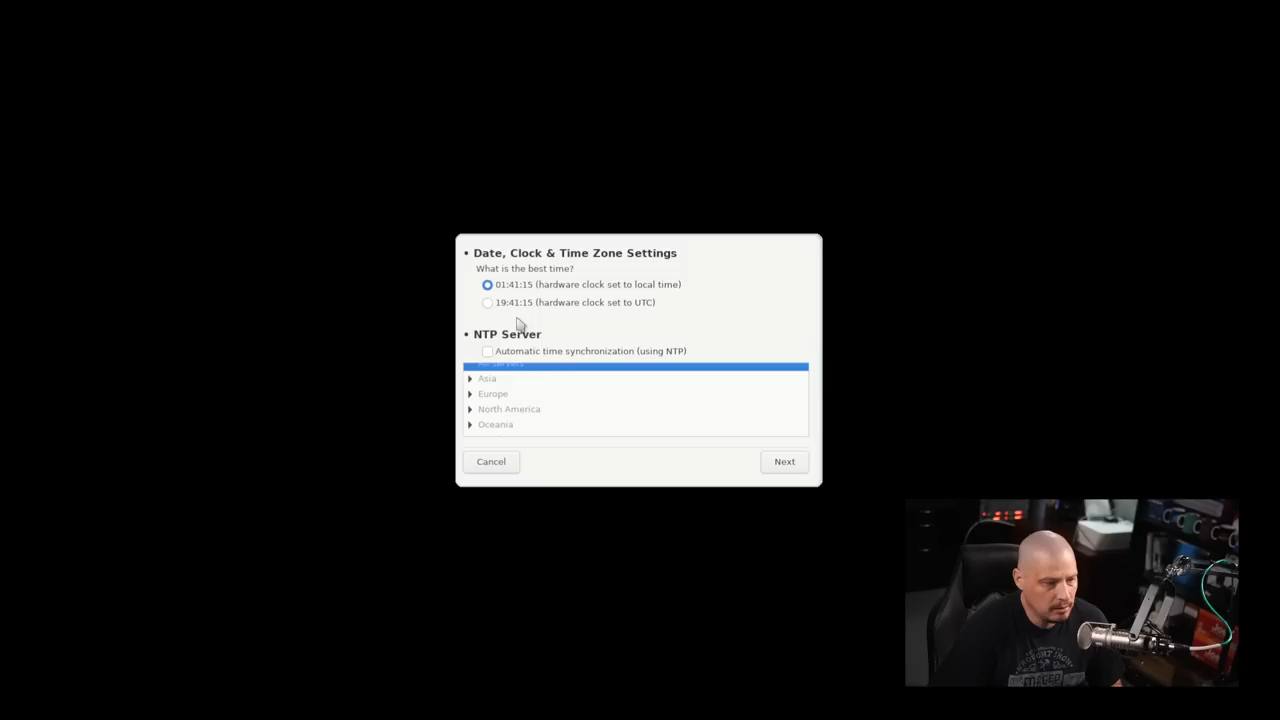 • Date, Clock & Time Zone Settings
What is the best time?
01:41:15 (hardware clock set to local time)
19:41:15 (hardware clock set to UTC)
• NTP Server
Automatic time synchronization (using NTP)
All servers
Asia
Europe
North America
Oceania
Cancel
Next